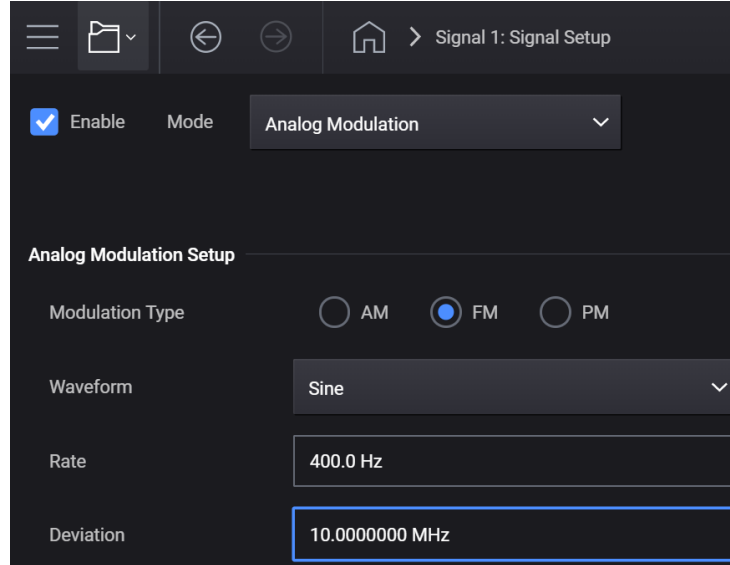 Signal 1: Signal Setup
Enable Mode Analog Modulation
Analog Modulation Setup
Modulation Type AM FM PM
Waveform Sine
Rate 400.0 Hz
Deviation 10.0000000 MHz